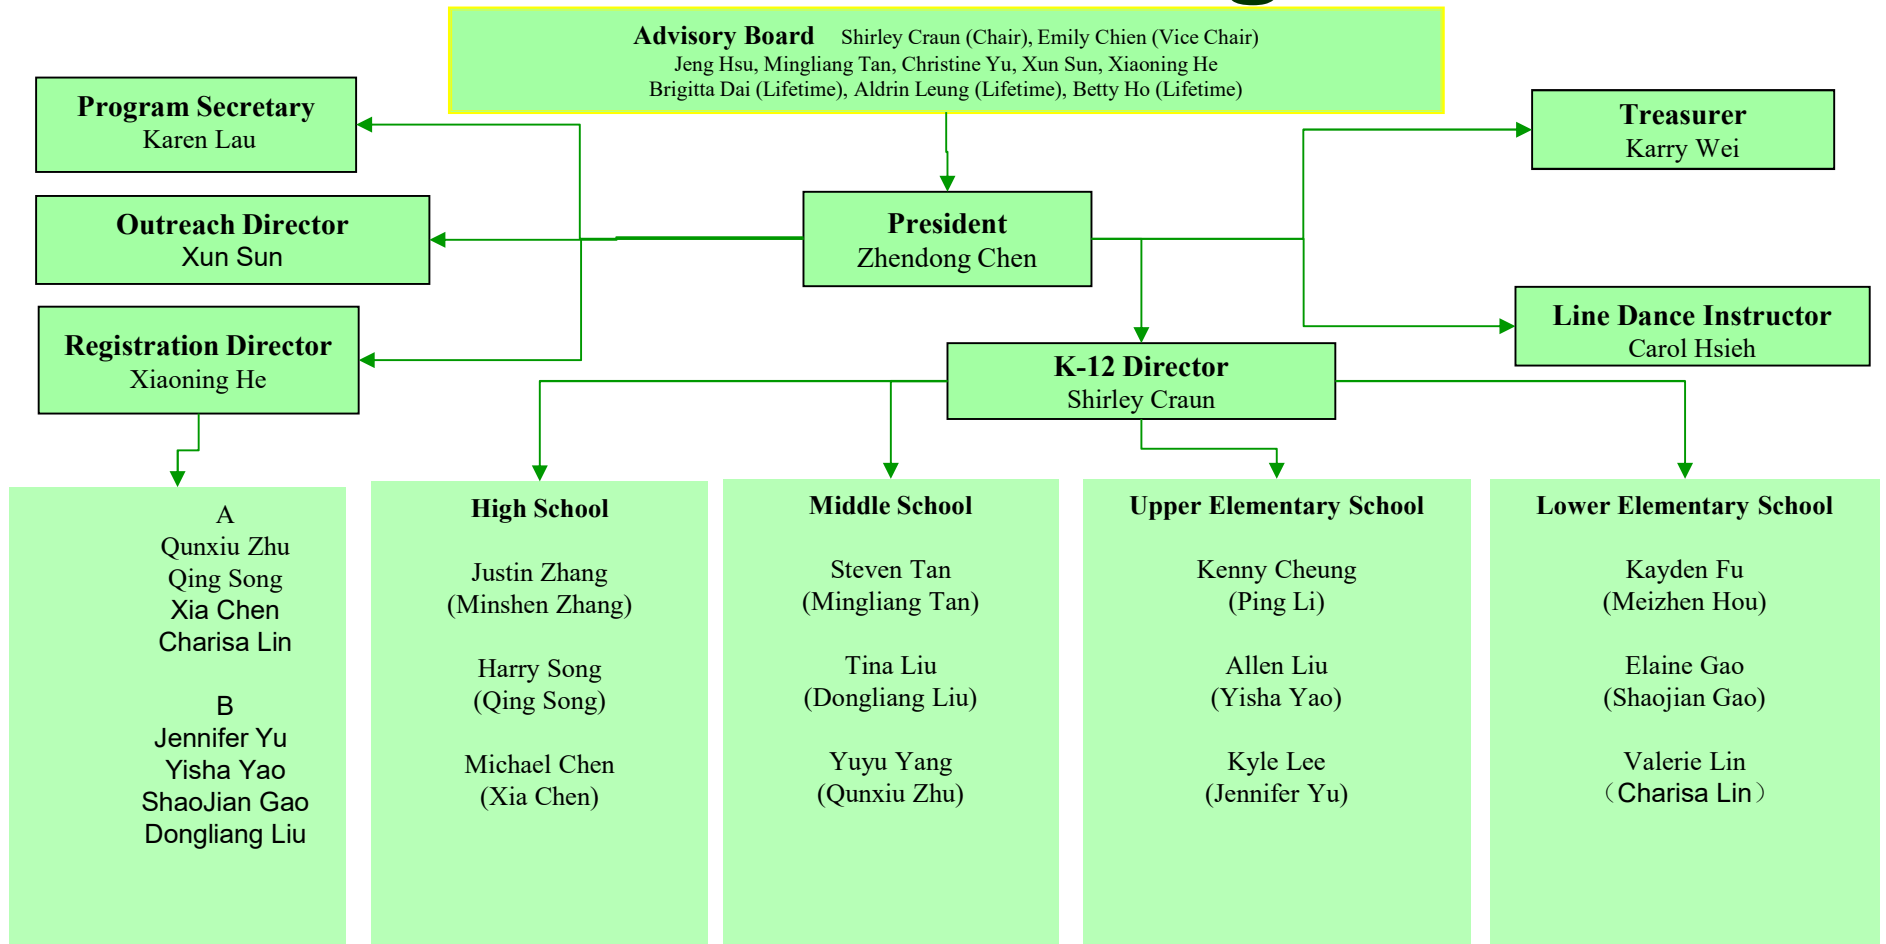 Advisory Board Shirley Craun (Chair), Emily Chien (Vice Chair)
Jeng Hsu, Mingliang Tan, Christine Yu, Xun Sun, Xiaoning He
Brigitta Dai (Lifetime), Aldrin Leung (Lifetime), Betty Ho (Lifetime)
Program Secretary
Karen Lau
Treasurer
Karry Wei
Outreach Director
Xun Sun
President
Zhendong Chen
Registration Director
Xiaoning He
Line Dance Instructor
Carol Hsieh
K-12 Director
Shirley Craun
A
Qunxiu Zhu
Qing Song
Xia Chen
Charisa Lin
B
Jennifer Yu
Yisha Yao
ShaoJian Gao
Dongliang Liu
High School
Justin Zhang
(Minshen Zhang)
Harry Song
(Qing Song)
Michael Chen
(Xia Chen)
Middle School
Steven Tan
(Mingliang Tan)
Tina Liu
(Dongliang Liu)
Yuyu Yang
(Qunxiu Zhu)
Upper Elementary School
Kenny Cheung
(Ping Li)
Allen Liu
(Yisha Yao)
Kyle Lee
(Jennifer Yu)
Lower Elementary School
Kayden Fu
(Meizhen Hou)
Elaine Gao
(Shaojian Gao)
Valerie Lin
（Charisa Lin）